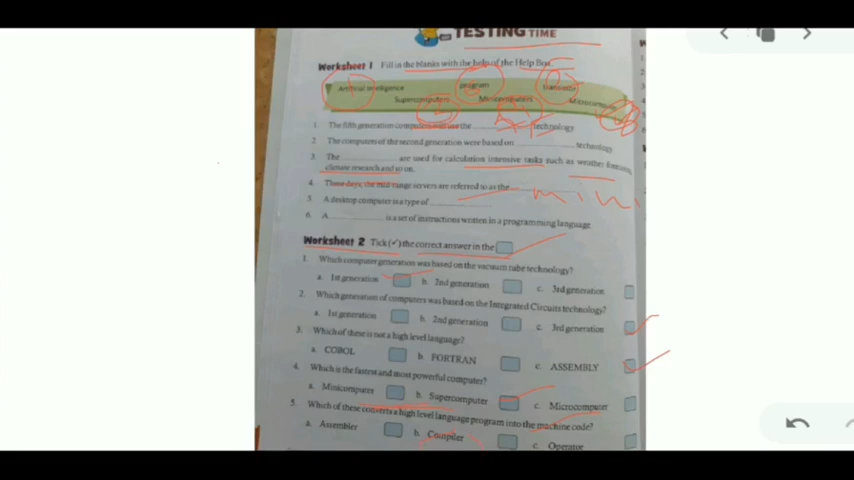 TESTING TIME
Worksheet 1 Fill in the blanks with the help of the Help Box.
Artificial Intelligence program transistor
Supercomputers Minicomputers Microcomputer
1. The fifth generation computers will use the technology
2. The computers of the second generation were based on technology.
3. The are used for calculation intensive tasks such as weather forecasting,
climate research and so on.
4. These days, the mid-range servers are referred to as the
mini
5. A desktop computer is a type of
6. A is a set of instructions written in a programming language.
Worksheet 2 Tick (✓) the correct answer in the
1. Which computer generation was based on the vacuum tube technology?
a. 1st generation b. 2nd generation c. 3rd generation
2. Which generation of computers was based on the Integrated Circuits technology?
a. 1st generation b. 2nd generation c. 3rd generation
3. Which of these is not a high level language?
a. COBOL b. FORTRAN c. ASSEMBLY
4. Which is the fastest and most powerful computer?
a. Minicomputer b. Supercomputer c. Microcomputer
5. Which of these converts a high level language program into the machine code?
a. Assembler b. Compiler c. Operator